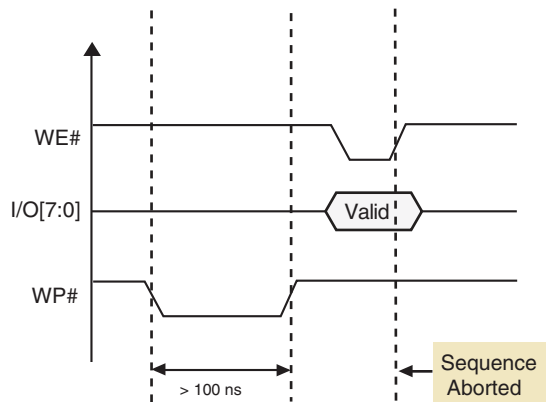 WE#
I/O[7:0]
Valid
WP#
> 100 ns
Sequence
Aborted